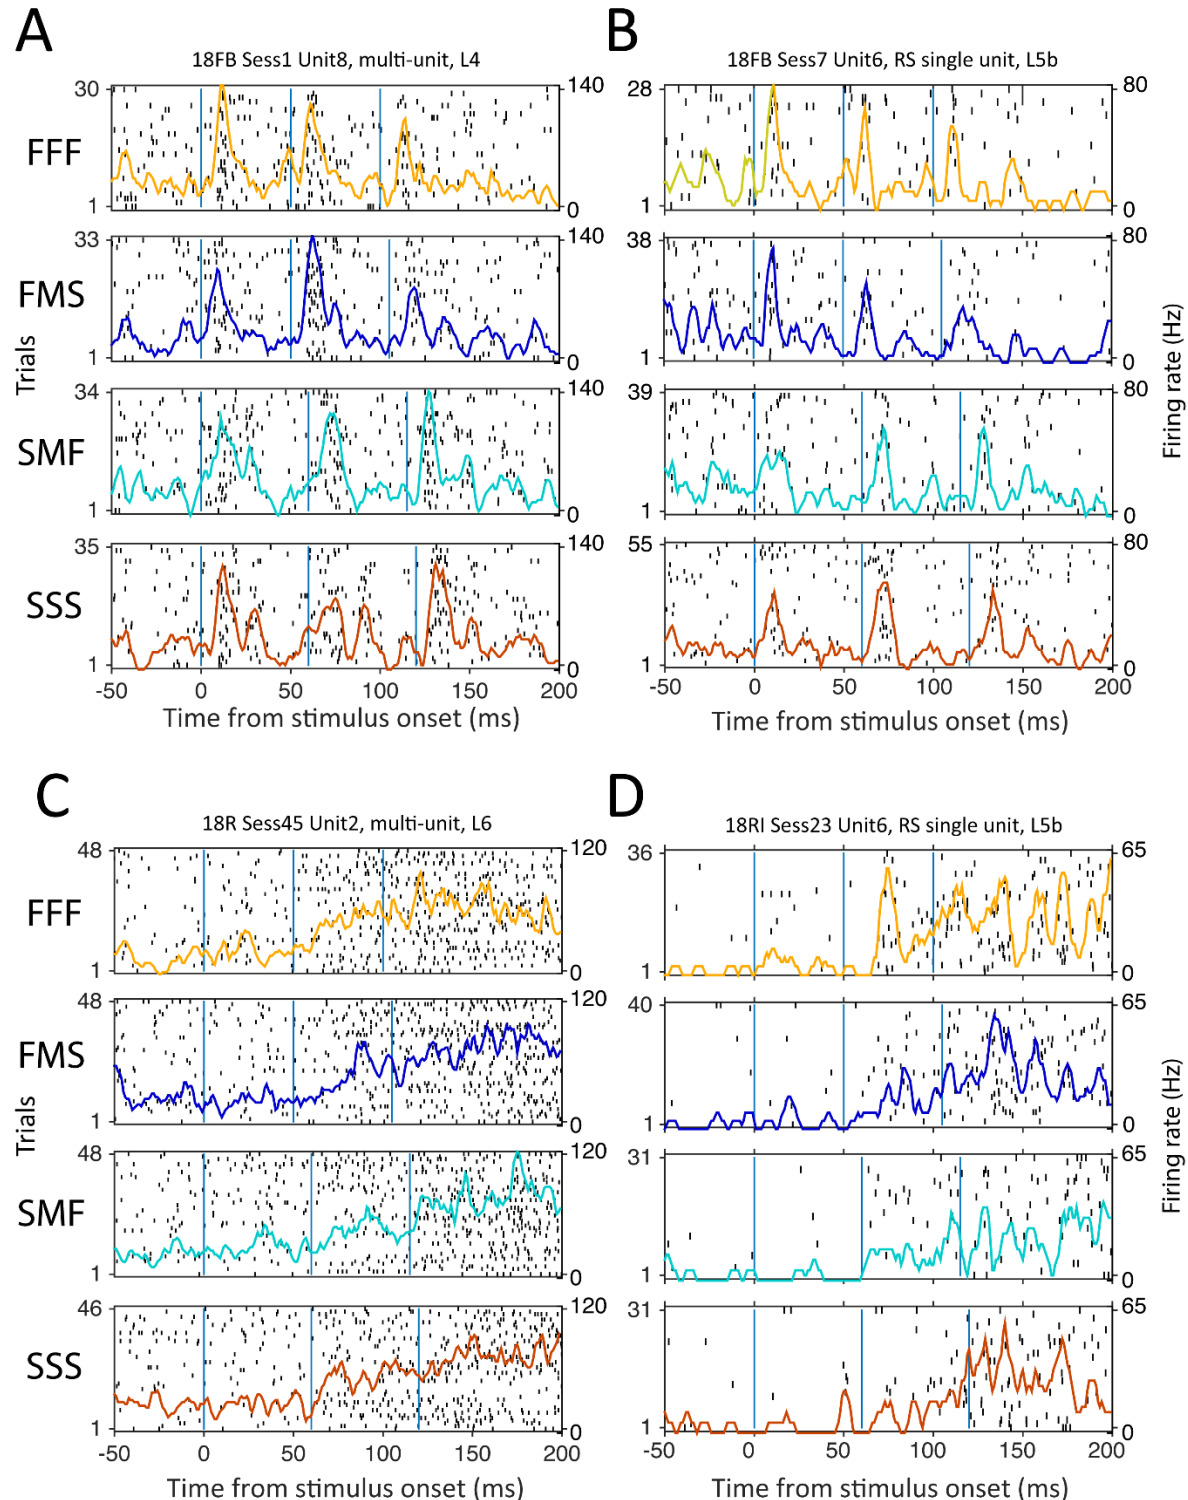 A
18FB Sess1 Unit8, multi-unit, L4
FFF
30
1
140
0
FMS
33
1
140
0
SMF
34
1
140
0
SSS
35
1
140
0
Trials
-50 0 50 100 150 200
Time from stimulus onset (ms)
B
18FB Sess7 Unit6, RS single unit, L5b
28
1
80
0
38
1
80
0
39
1
80
0
55
1
80
0
Firing rate (Hz)
-50 0 50 100 150 200
Time from stimulus onset (ms)
C
18R Sess45 Unit2, multi-unit, L6
FFF
48
1
120
0
FMS
48
1
120
0
SMF
48
1
120
0
SSS
46
1
120
0
Trials
-50 0 50 100 150 200
Time from stimulus onset (ms)
D
18RI Sess23 Unit6, RS single unit, L5b
36
1
65
0
40
1
65
0
31
1
65
0
31
1
65
0
Firing rate (Hz)
-50 0 50 100 150 200
Time from stimulus onset (ms)